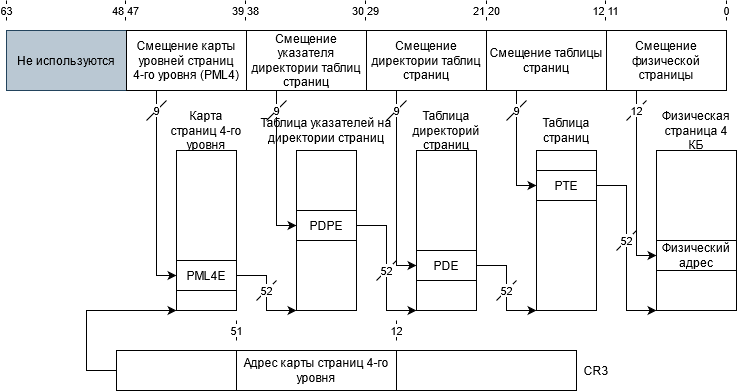 63 48 47 39 38 30 29 21 20 12 11 0
Не используются
Смещение карты
уровней страниц
4-го уровня (PML4)
Смещение
указателя
директории таблиц
страниц
Смещение
директории таблиц
страниц
Смещение таблицы
страниц
Смещение
физической
страницы
9 9 9 9 12
Карта
страниц 4-го
уровня
Таблица указателей на
директории страниц
Таблица
директорий
страниц
Таблица
страниц
Физическая
страница 4
КБ
PTE
PDPE
52
Физический
адрес
PML4E
52
PDE
52
52
51 12
Адрес карты страниц 4-го
уровня
CR3